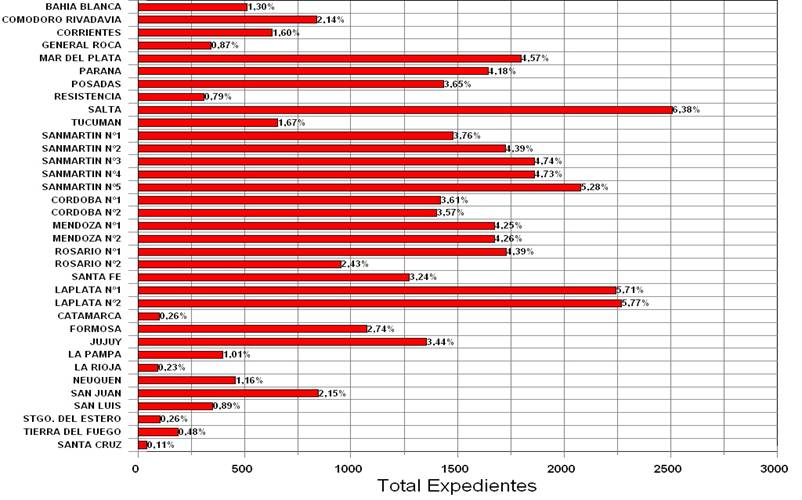 BAHIA BLANCA 1,30%
COMODORO RIVADAVIA 2,14%
CORRIENTES 1,60%
GENERAL ROCA 0,87%
MAR DEL PLATA 4,57%
PARANA 4,18%
POSADAS 3,65%
RESISTENCIA 0,79%
SALTA 6,38%
TUCUMAN 1,67%
SANMARTIN Nº1 3,76%
SANMARTIN Nº2 4,39%
SANMARTIN Nº3 4,74%
SANMARTIN Nº4 4,73%
SANMARTIN Nº5 5,28%
CORDOBA Nº1 3,61%
CORDOBA Nº2 3,57%
MENDOZA Nº1 4,25%
MENDOZA Nº2 4,26%
ROSARIO Nº1 4,39%
ROSARIO Nº2 2,43%
SANTA FE 3,24%
LAPLATA Nº1 5,71%
LAPLATA Nº2 5,77%
CATAMARCA 0,26%
FORMOSA 2,74%
JUJUY 3,44%
LA PAMPA 1,01%
LA RIOJA 0,23%
NEUQUEN 1,16%
SAN JUAN 2,15%
SAN LUIS 0,89%
STGO. DEL ESTERO 0,26%
TIERRA DEL FUEGO 0,48%
SANTA CRUZ 0,11%
0 500 1000 1500 2000 2500 3000
Total Expedientes